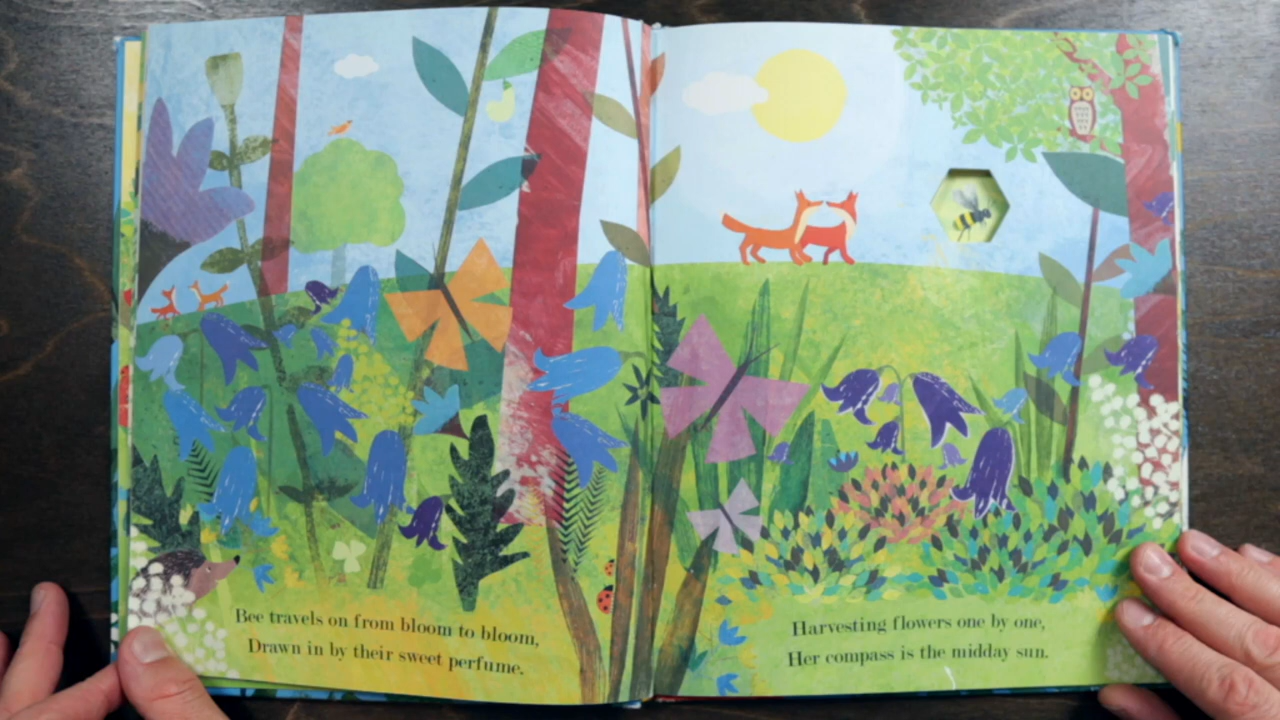 Bee travels on from bloom to bloom,
Drawn in by their sweet perfume.
Harvesting flowers one by one,
Her compass is the midday sun.